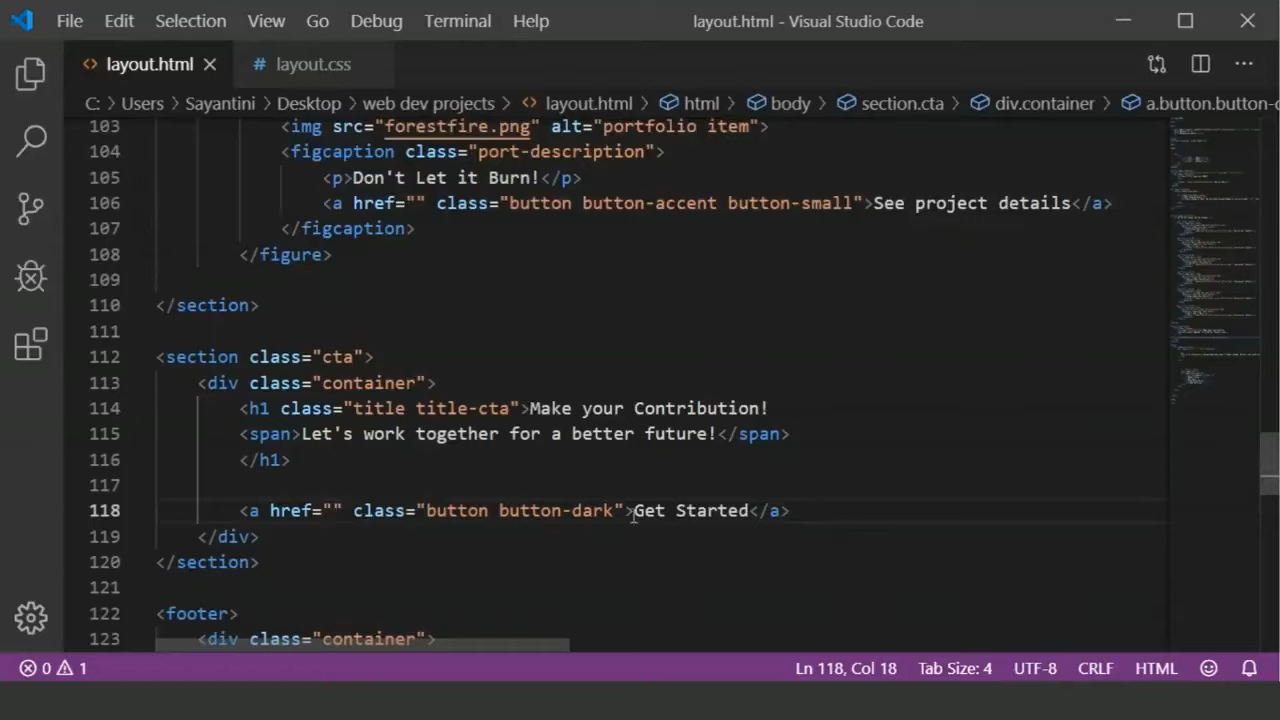 File Edit Selection View Go Debug Terminal Help layout.html - Visual Studio Code
layout.html # layout.css
C: > Users > Sayantini > Desktop > web dev projects > layout.html > html > body > section.cta > div.container > a.button.button-d
103 <img src="forestfire.png" alt="portfolio item">
104 <figcaption class="port-description">
105 <p>Don't Let it Burn!</p>
106 <a href="" class="button button-accent button-small">See project details</a>
107 </figcaption>
108 </figure>
109
110 </section>
111
112 <section class="cta">
113 <div class="container">
114 <h1 class="title title-cta">Make your Contribution!
115 <span>Let's work together for a better future!</span>
116 </h1>
117
118 <a href="" class="button button-dark">Get Started</a>
119 </div>
120 </section>
121
122 <footer>
123 <div class="container">
0 1 Ln 118, Col 18 Tab Size: 4 UTF-8 CRLF HTML